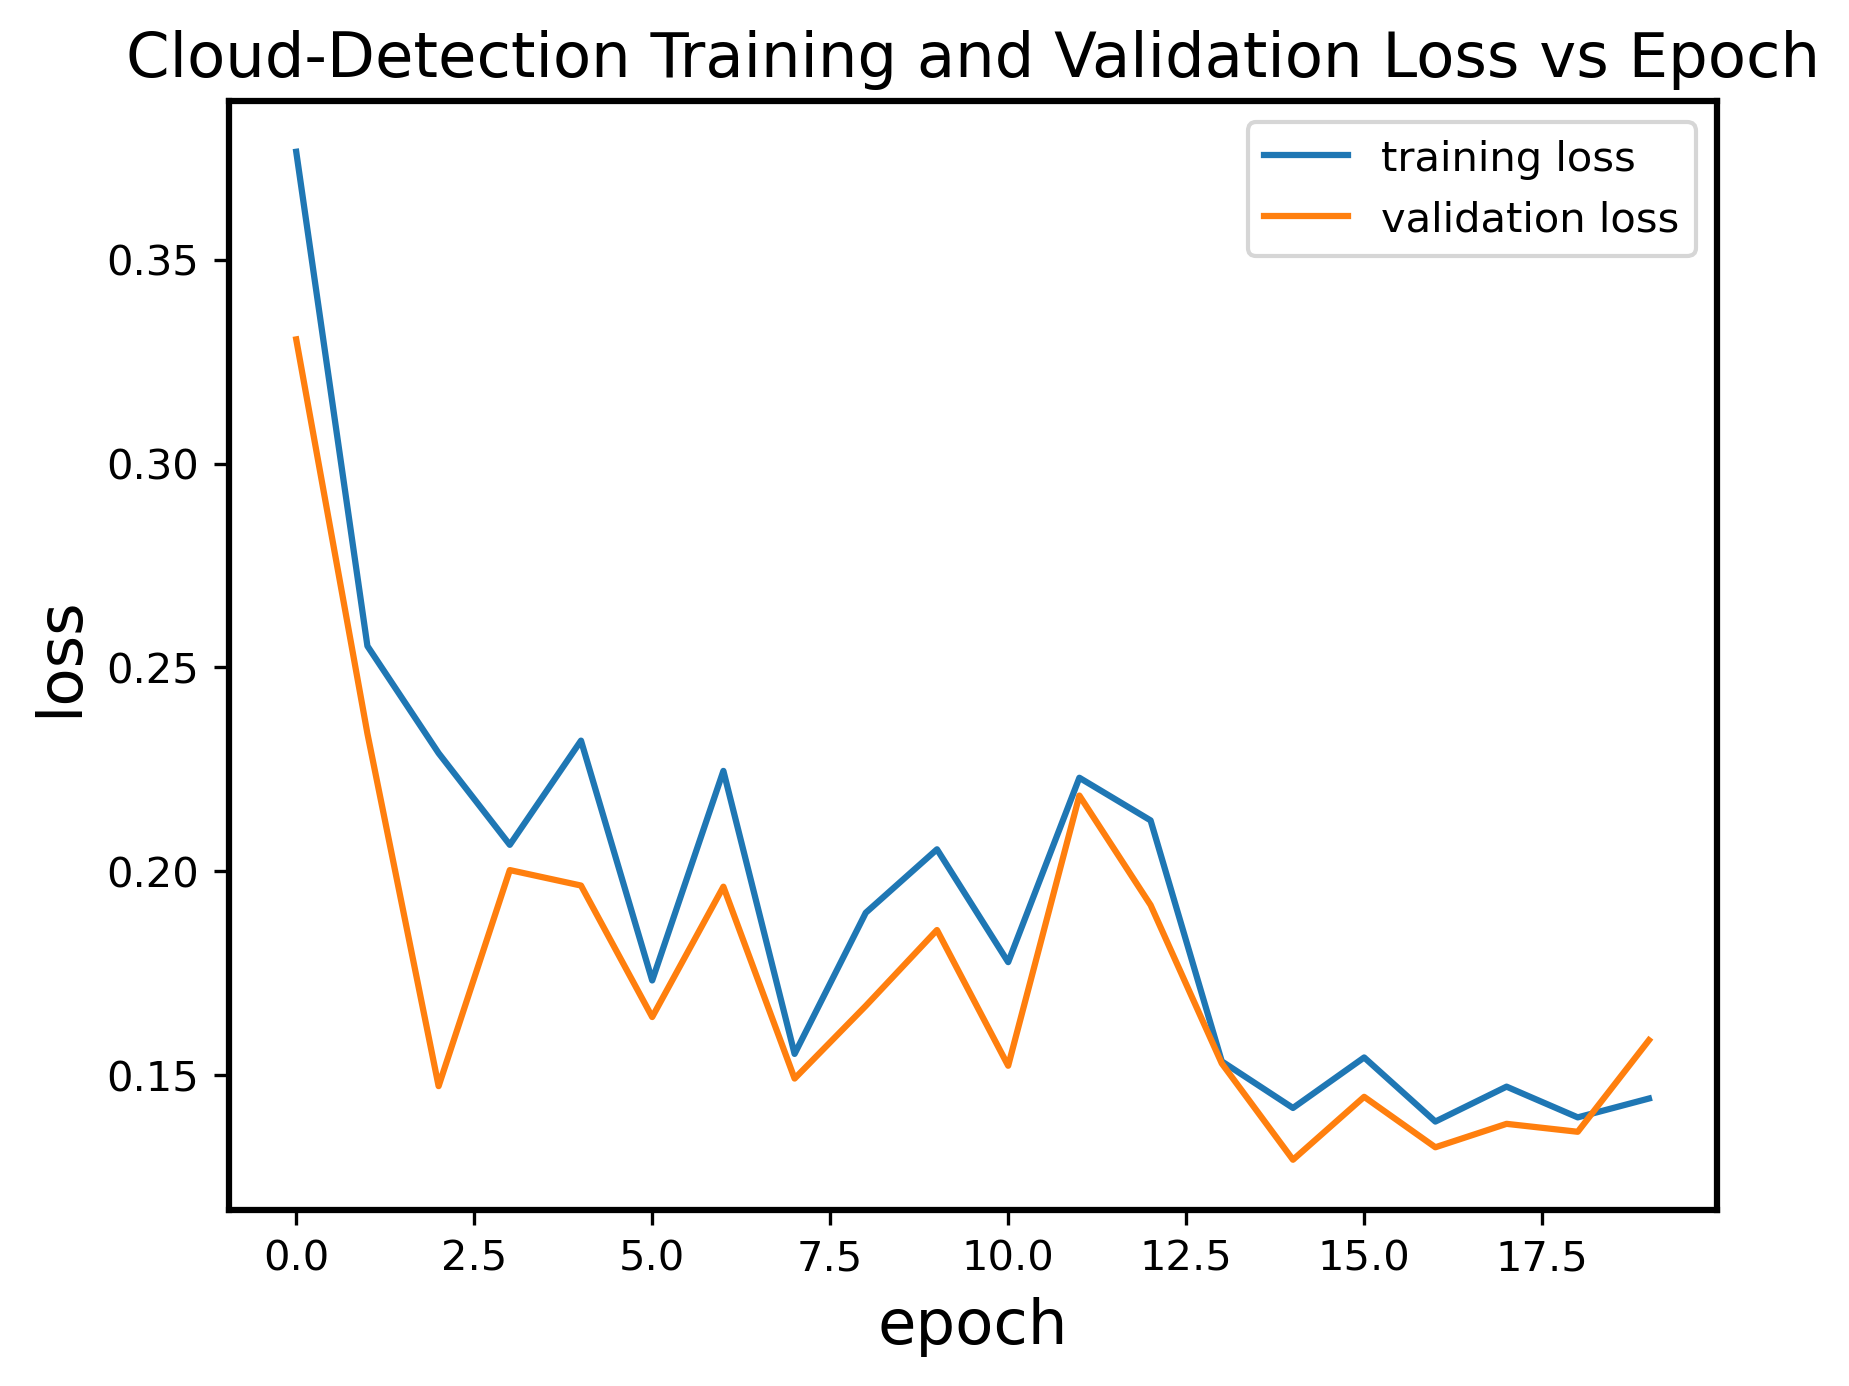 Cloud-Detection Training and Validation Loss vs Epoch
training loss
validation loss
loss
0.35
0.30
0.25
0.20
0.15
0.0 2.5 5.0 7.5 10.0 12.5 15.0 17.5
epoch